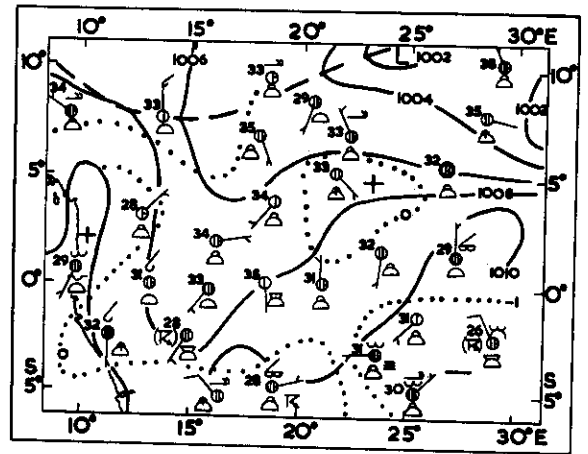 10° 15° 20° 25° 30°E
10° 1006 33 L 1002 36 10°
34 33 29 1004 35 1002
35 33
5° 33 32 5°
28 34 1008
34 O
29 31 33 35 31 32 29 1010
0° 0°
32 (K) 28 31 (K) 26
O
S 5° 28 K 30 S 5°
10° 15° 20° 25° 30°E